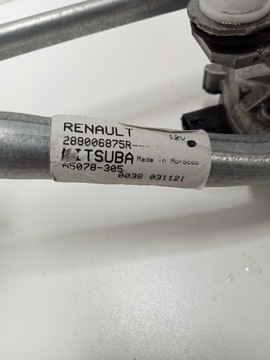 RENAULT 12V
288006875R---
MITSUBA Made in Morocco
A5078-305
0036 031121